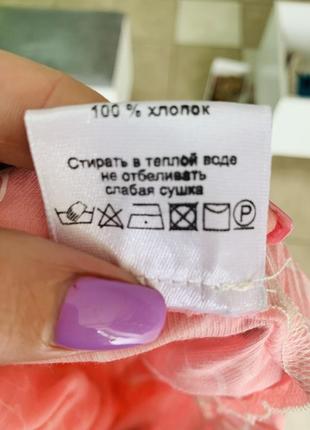 100 % хлопок
Стирать в теплой воде
не отбеливать
слабая сушка
P